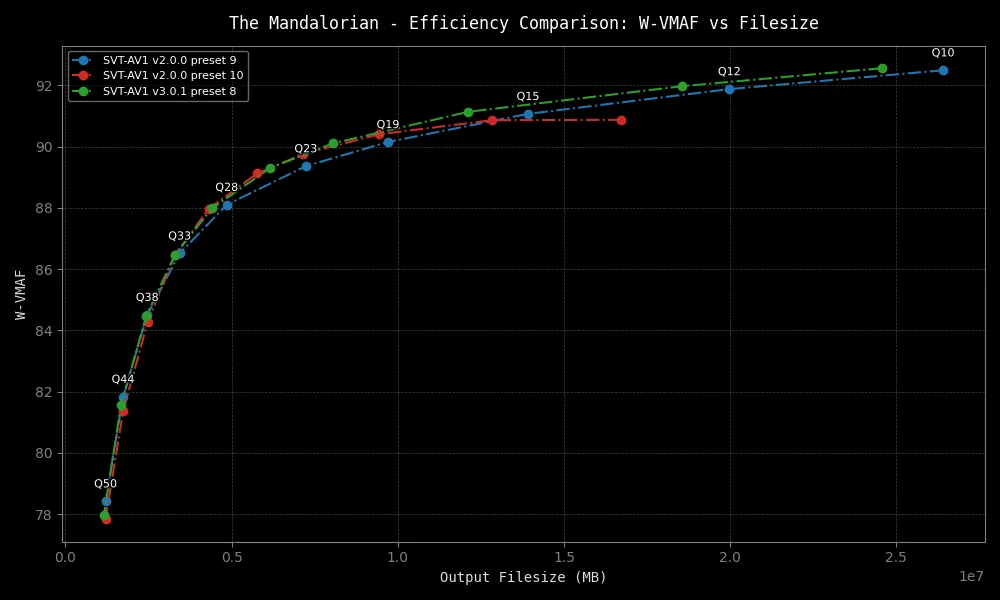 The Mandalorian - Efficiency Comparison: W-VMAF vs Filesize
SVT-AV1 v2.0.0 preset 9
SVT-AV1 v2.0.0 preset 10
SVT-AV1 v3.0.1 preset 8
Q10
Q12
Q15
Q19
Q23
Q28
Q33
Q38
Q44
Q50
W-VMAF
92
90
88
86
84
82
80
78
0.0 0.5 1.0 1.5 2.0 2.5
1e7
Output Filesize (MB)